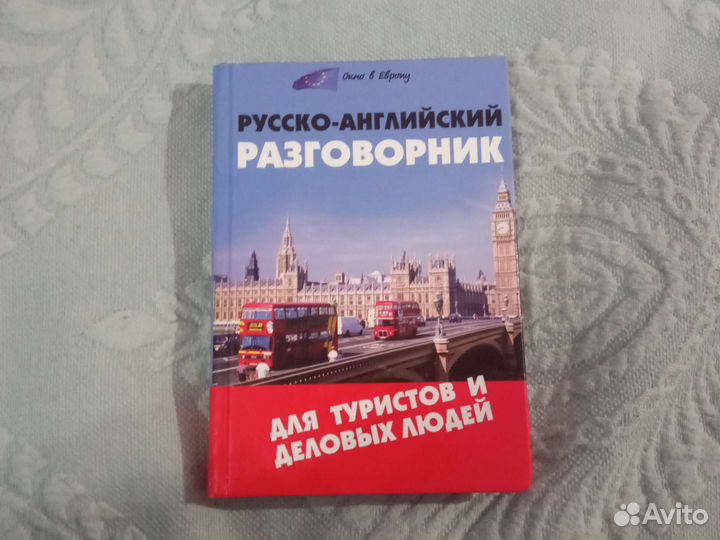 Окно в Европу
РУССКО-АНГЛИЙСКИЙ
РАЗГОВОРНИК
ДЛЯ ТУРИСТОВ И
ДЕЛОВЫХ ЛЮДЕЙ
Avito